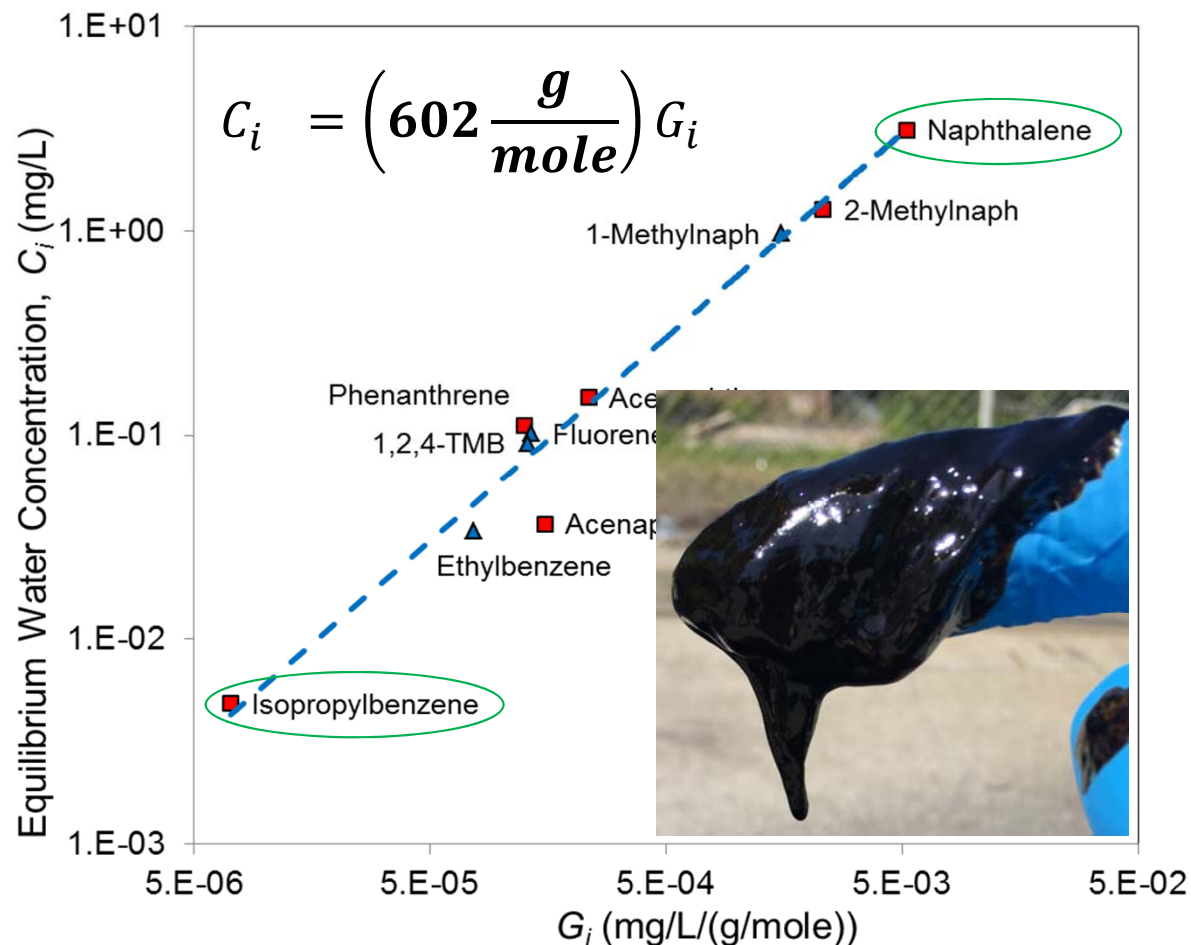 1.E+01
C_i = (602 g/mole) G_i
Naphthalene
2-Methylnaph
1.E+00
1-Methylnaph
Phenanthrene
1,2,4-TMB
Fluorene
1.E-01
Ethylbenzene
1.E-02
Isopropylbenzene
1.E-03
5.E-06 5.E-05 5.E-04 5.E-03 5.E-02
G_i (mg/L/(g/mole))
Equilibrium Water Concentration, C_i (mg/L)